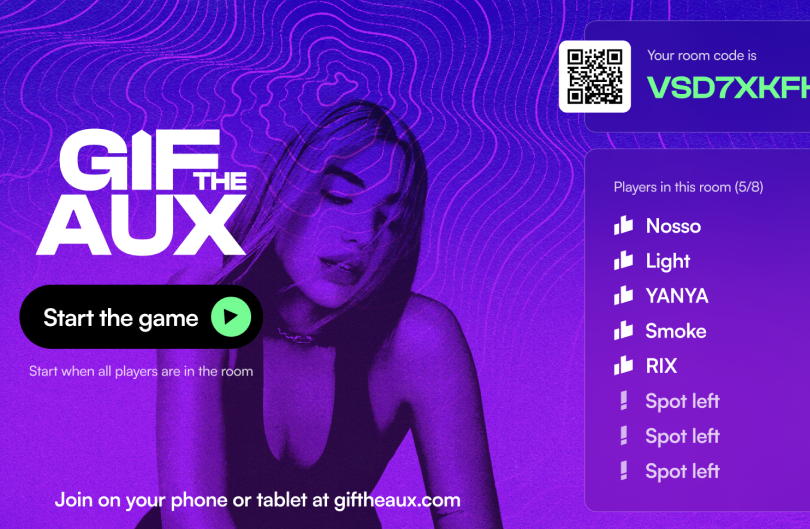 GIF THE
AUX
Start the game
Start when all players are in the room
Join on your phone or tablet at giftheaux.com
Your room code is
VSD7XKFH
Players in this room (5/8)
Nosso
Light
YANYA
Smoke
RIX
Spot left
Spot left
Spot left